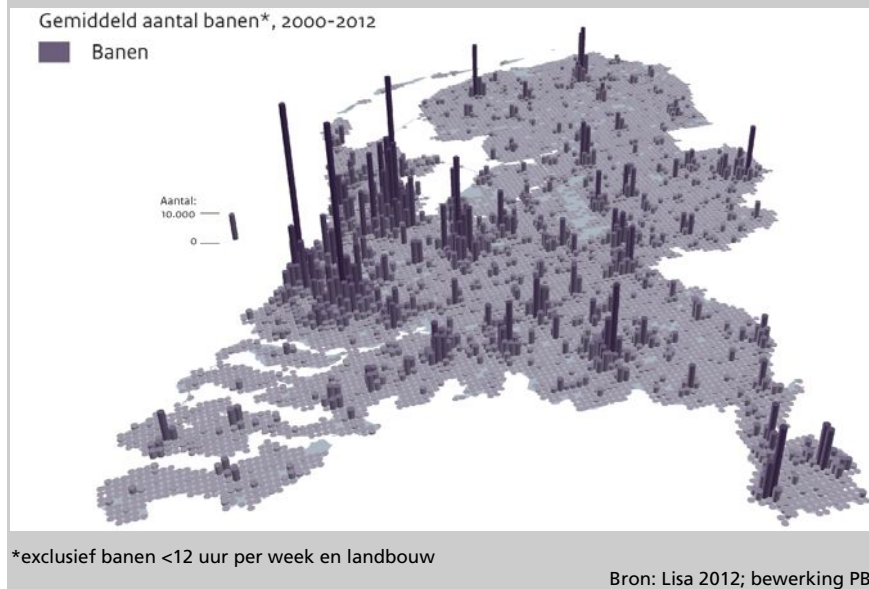 Gemiddeld aantal banen*, 2000-2012
Banen
Aantal:
10.000
0
*exclusief banen <12 uur per week en landbouw
Bron: Lisa 2012; bewerking PB